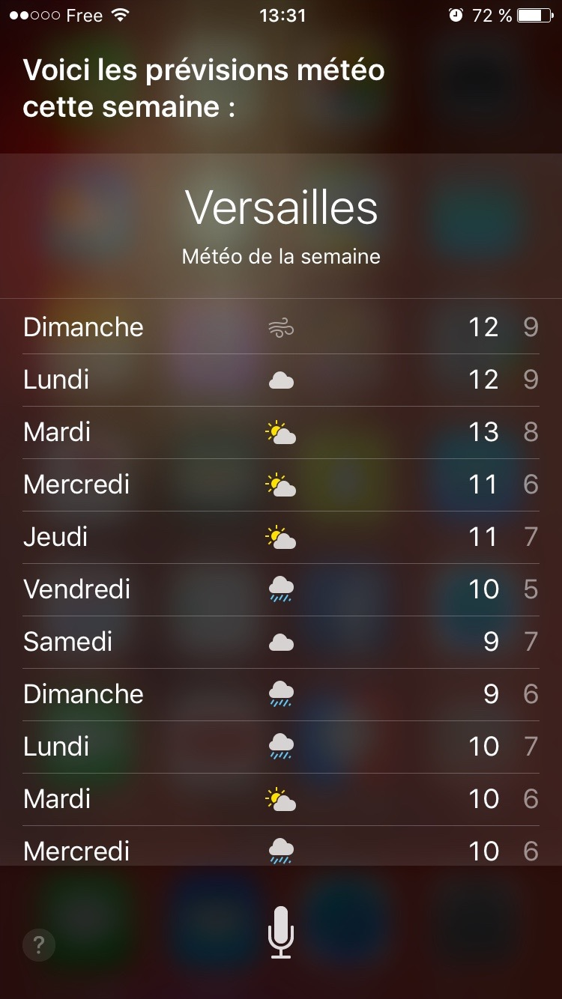 Free 13:31 72 %
Voici les prévisions météo
cette semaine :
Versailles
Météo de la semaine
Dimanche 12 9
Lundi 12 9
Mardi 13 8
Mercredi 11 6
Jeudi 11 7
Vendredi 10 5
Samedi 9 7
Dimanche 9 6
Lundi 10 7
Mardi 10 6
Mercredi 10 6
?